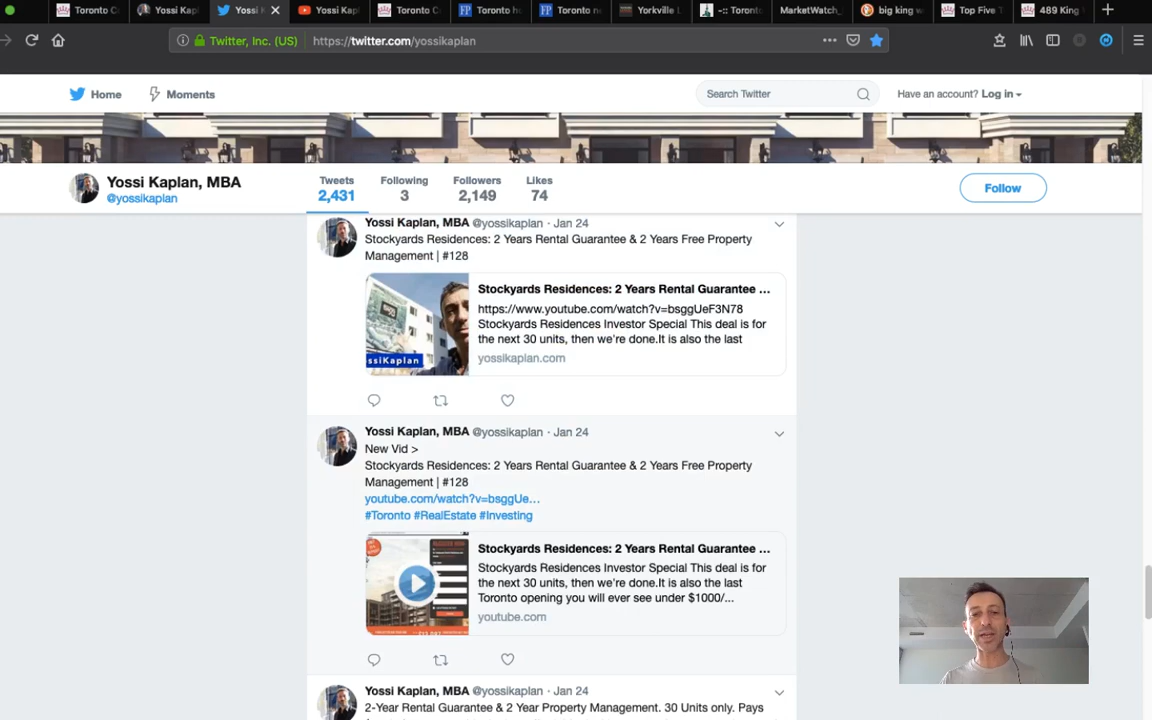 Toronto C
Yossi Kap
Yossi K
Yossi Kap
Toronto C
Toronto h
Toronto ne
Yorkville L
-:: Toront
MarketWatch_
big king w
Top Five T
489 King
Twitter, Inc. (US)
https://twitter.com/yossikaplan
Home
Moments
Search Twitter
Have an account? Log in
Yossi Kaplan, MBA
@yossikaplan
Tweets
2,431
Following
3
Followers
2,149
Likes
74
Follow
Yossi Kaplan, MBA @yossikaplan · Jan 24
Stockyards Residences: 2 Years Rental Guarantee & 2 Years Free Property
Management | #128
ssiKaplan
Stockyards Residences: 2 Years Rental Guarantee ...
https://www.youtube.com/watch?v=bsggUeF3N78
Stockyards Residences Investor Special This deal is for
the next 30 units, then we're done.It is also the last
yossikaplan.com
Yossi Kaplan, MBA @yossikaplan · Jan 24
New Vid >
Stockyards Residences: 2 Years Rental Guarantee & 2 Years Free Property
Management | #128
youtube.com/watch?v=bsggUe...
#Toronto #RealEstate #Investing
Stockyards Residences: 2 Years Rental Guarantee ...
Stockyards Residences Investor Special This deal is for
the next 30 units, then we're done.It is also the last
Toronto opening you will ever see under $1000/...
youtube.com
Yossi Kaplan, MBA @yossikaplan · Jan 24
2-Year Rental Guarantee & 2 Year Property Management. 30 Units only. Pays